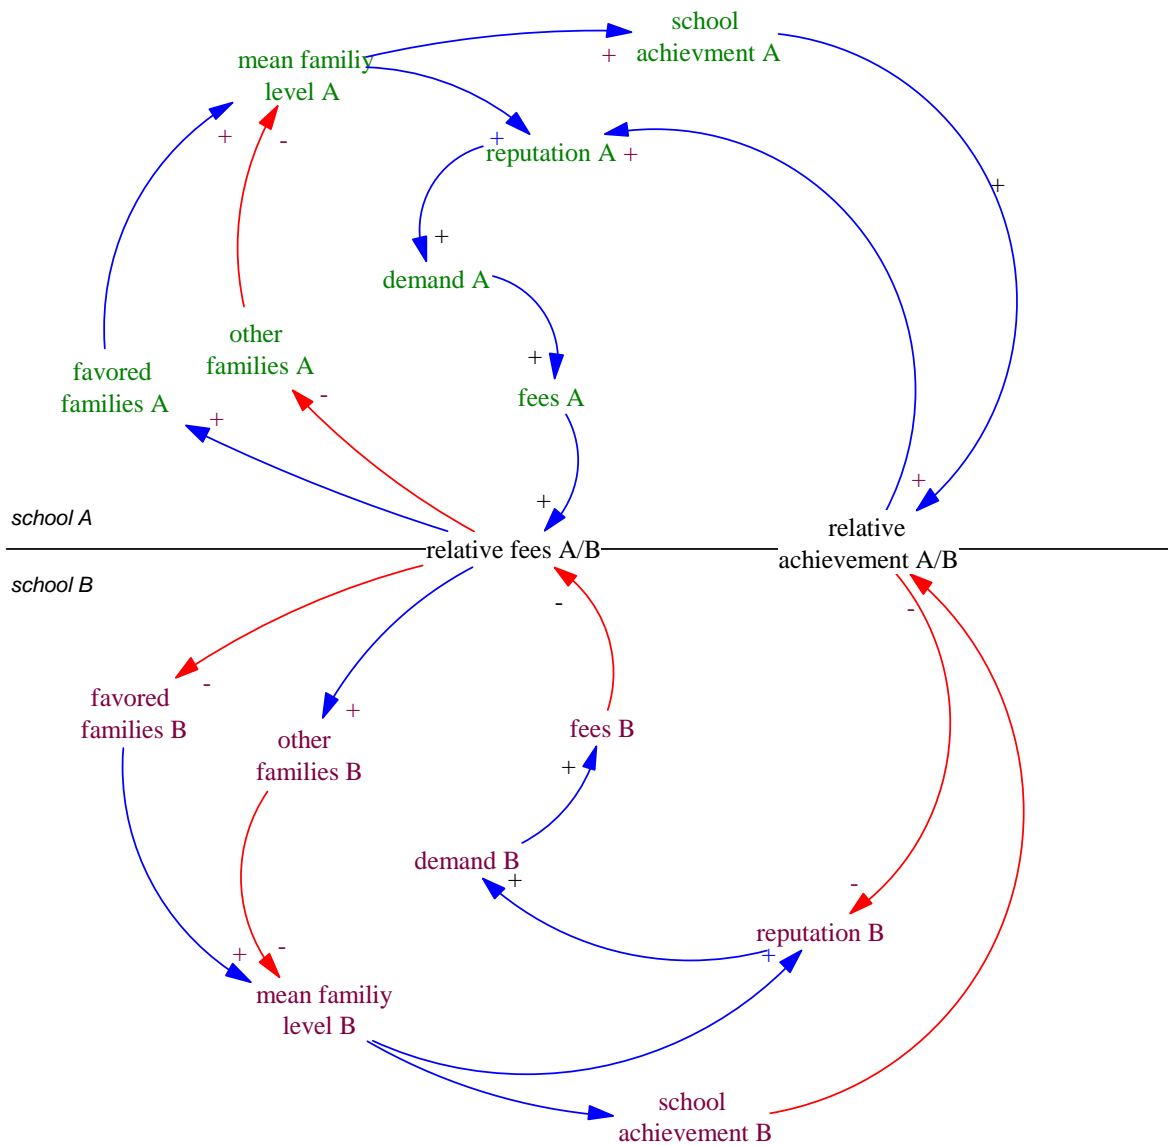 school
achievment A
+
mean familiy
level A
+
-
+
reputation A +
+
+
demand A
other
families A
+
favored
families A
fees A
-
+
+
+
school A
relative
achievement A/B
relative fees A/B
school B
-
-
-
+
favored
families B
fees B
other
families B
+
demand B
+
-
reputation B
+
+
-
mean familiy
level B
school
achievement B